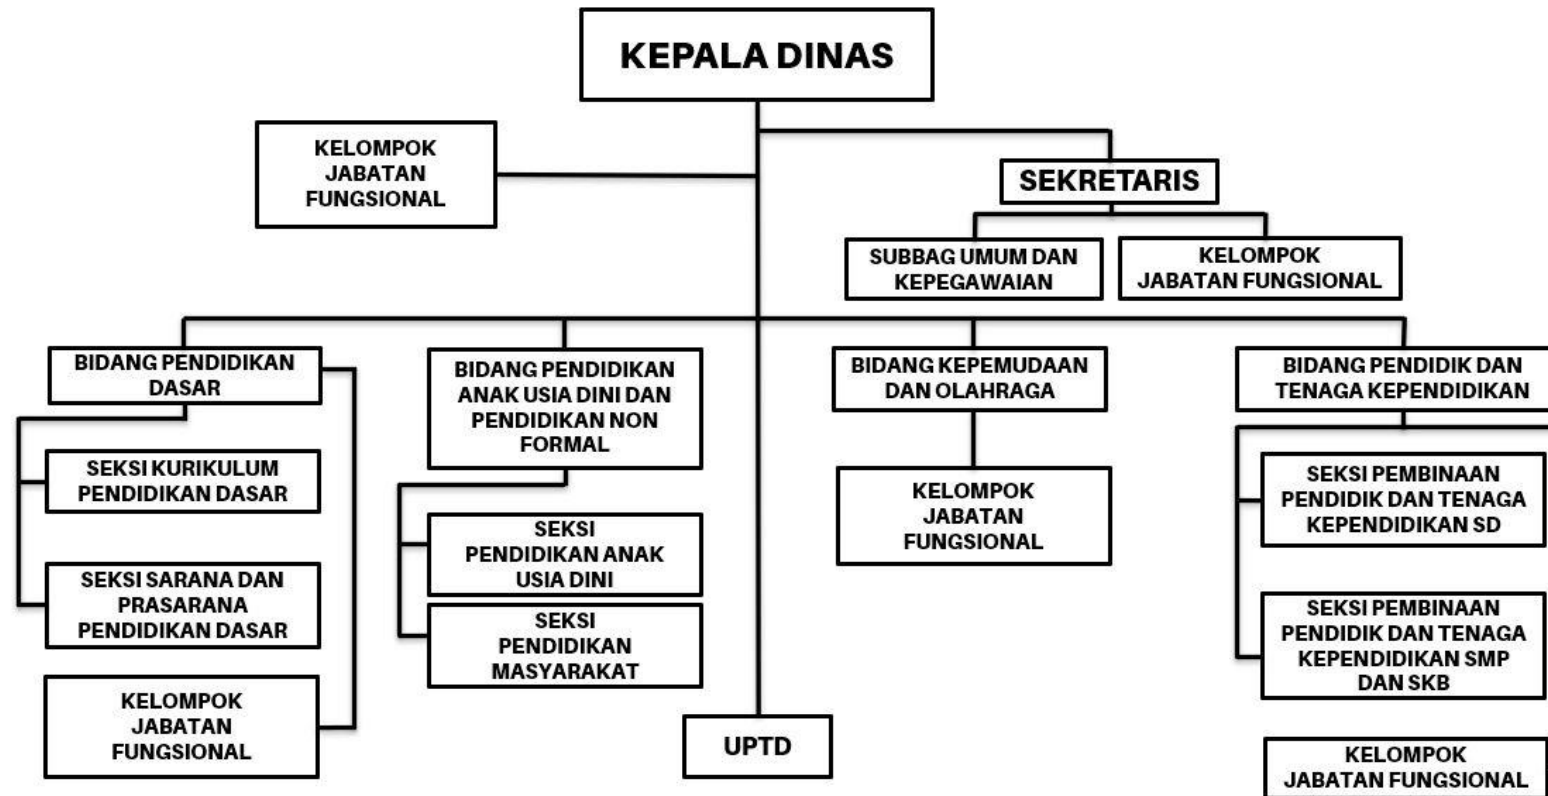 KEPALA DINAS
KELOMPOK
JABATAN
FUNGSIONAL
SEKRETARIS
SUBBAG UMUM DAN
KEPEGAWAIAN
KELOMPOK
JABATAN FUNGSIONAL
BIDANG PENDIDIKAN
DASAR
SEKSI KURIKULUM
PENDIDIKAN DASAR
SEKSI SARANA DAN
PRASARANA
PENDIDIKAN DASAR
KELOMPOK
JABATAN
FUNGSIONAL
BIDANG PENDIDIKAN
ANAK USIA DINI DAN
PENDIDIKAN NON
FORMAL
SEKSI
PENDIDIKAN ANAK
USIA DINI
SEKSI
PENDIDIKAN
MASYARAKAT
UPTD
BIDANG KEPEMUDAAN
DAN OLAHRAGA
KELOMPOK
JABATAN
FUNGSIONAL
BIDANG PENDIDIK DAN
TENAGA KEPENDIDIKAN
SEKSI PEMBINAAN
PENDIDIK DAN TENAGA
KEPENDIDIKAN SD
SEKSI PEMBINAAN
PENDIDIK DAN TENAGA
KEPENDIDIKAN SMP
DAN SKB
KELOMPOK
JABATAN FUNGSIONAL